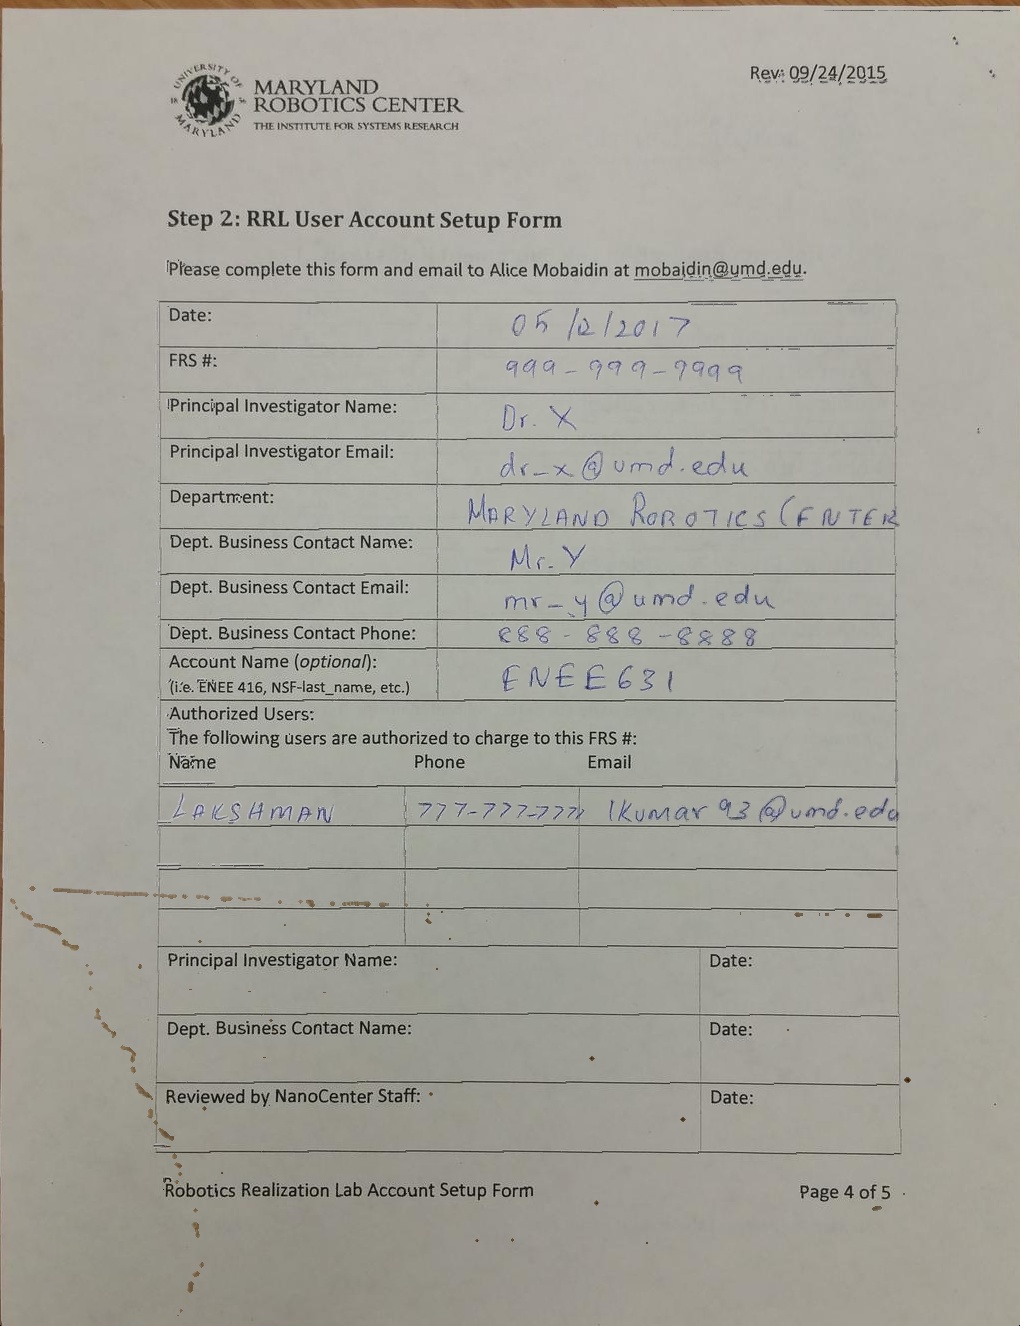 UNIVERSITY OF
18 56
MARYLAND
MARYLAND
ROBOTICS CENTER
THE INSTITUTE FOR SYSTEMS RESEARCH
Rev: 09/24/2015
Step 2: RRL User Account Setup Form
Please complete this form and email to Alice Mobaidin at mobaidin@umd.edu.
Date: 05/12/2017
FRS #: 999-999-9999
Principal Investigator Name: Dr. X
Principal Investigator Email: dr_x@umd.edu
Department: MARYLAND ROBOTICS CENTER
Dept. Business Contact Name: Mr. Y
Dept. Business Contact Email: mr_y@umd.edu
Dept. Business Contact Phone: 888-888-8888
Account Name (optional): ENEE631
(i.e. ENEE 416, NSF-last_name, etc.)
Authorized Users:
The following users are authorized to charge to this FRS #:
Name Phone Email
LAKSHMAN 777-777-777 lkumar93@umd.edu
Principal Investigator Name: Date:
Dept. Business Contact Name: Date:
Reviewed by NanoCenter Staff: Date:
Robotics Realization Lab Account Setup Form Page 4 of 5